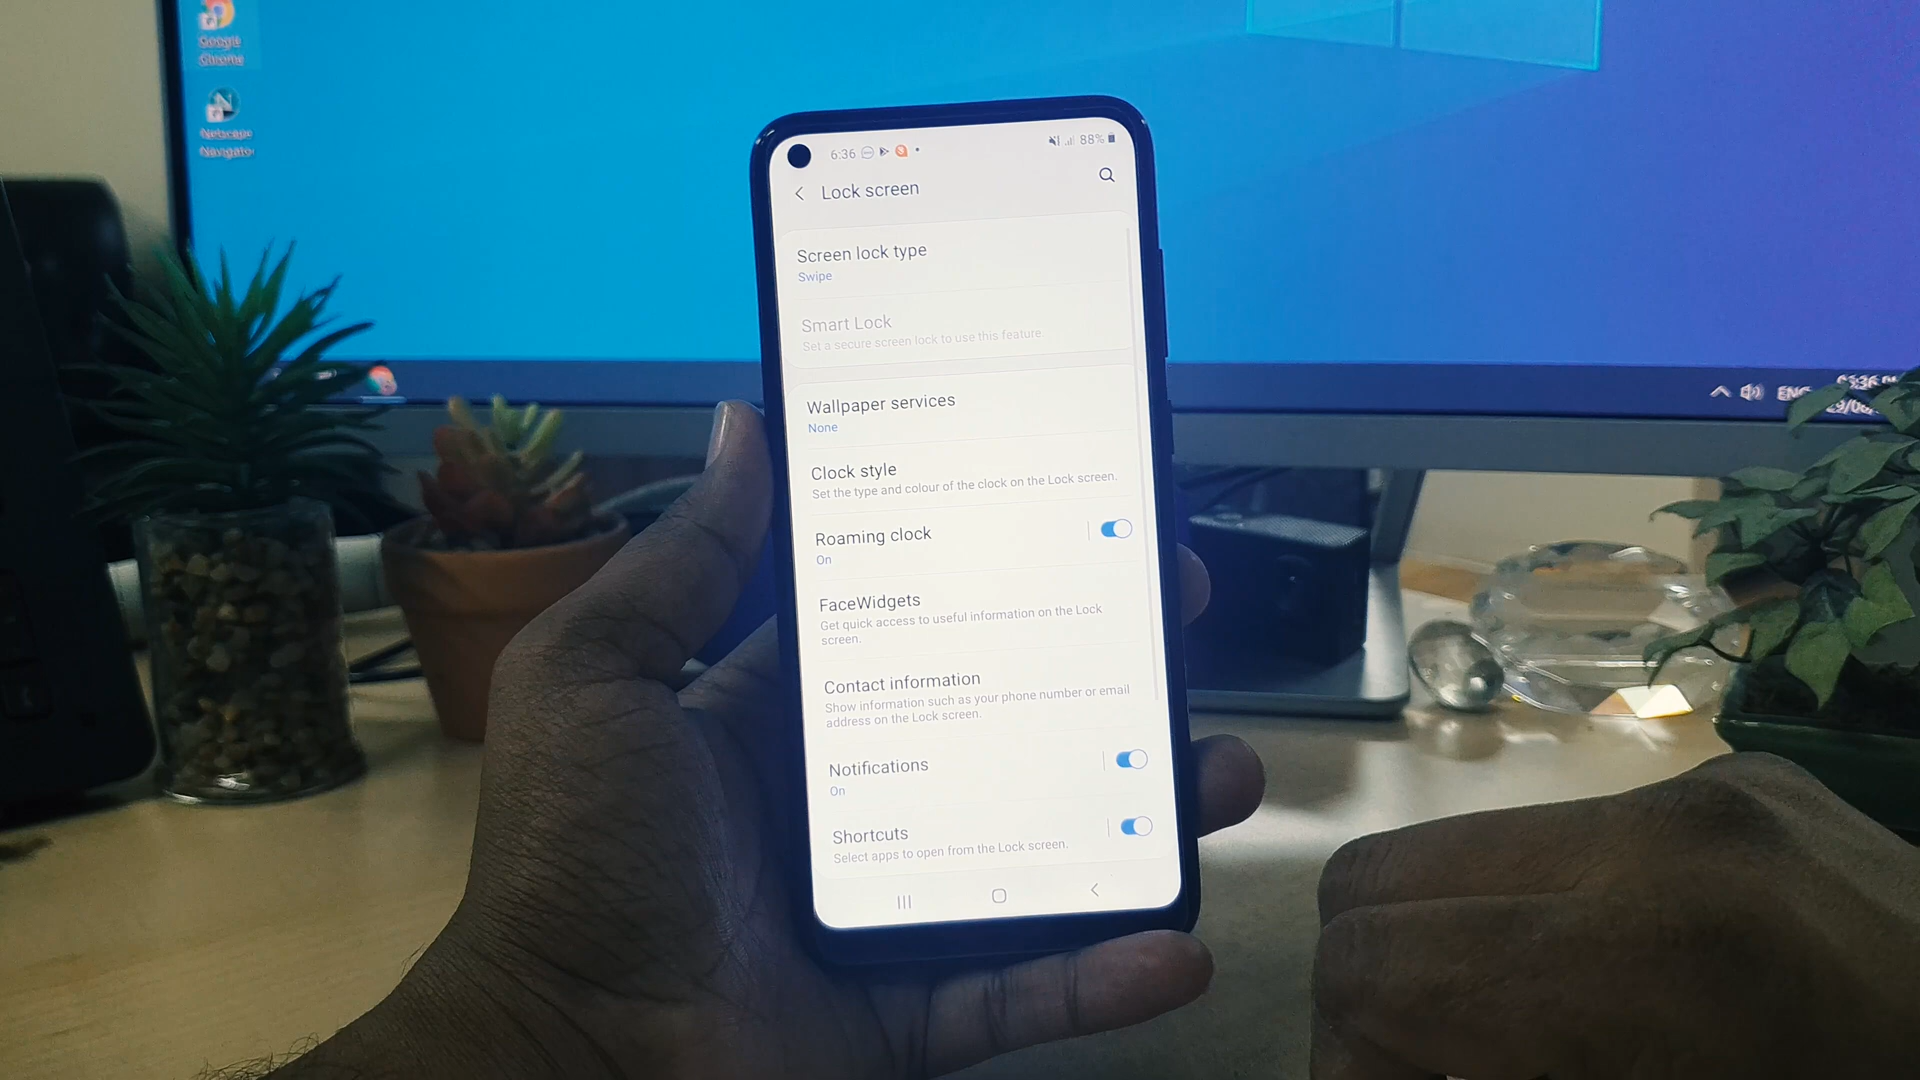 Google
Chrome
Netscape
Navigator
6:36
88%
Lock screen
Screen lock type
Swipe
Smart Lock
Set a secure screen lock to use this feature.
Wallpaper services
None
Clock style
Set the type and colour of the clock on the Lock screen.
Roaming clock
On
FaceWidgets
Get quick access to useful information on the Lock
screen.
Contact information
Show information such as your phone number or email
address on the Lock screen.
Notifications
On
Shortcuts
Select apps to open from the Lock screen.
ENG